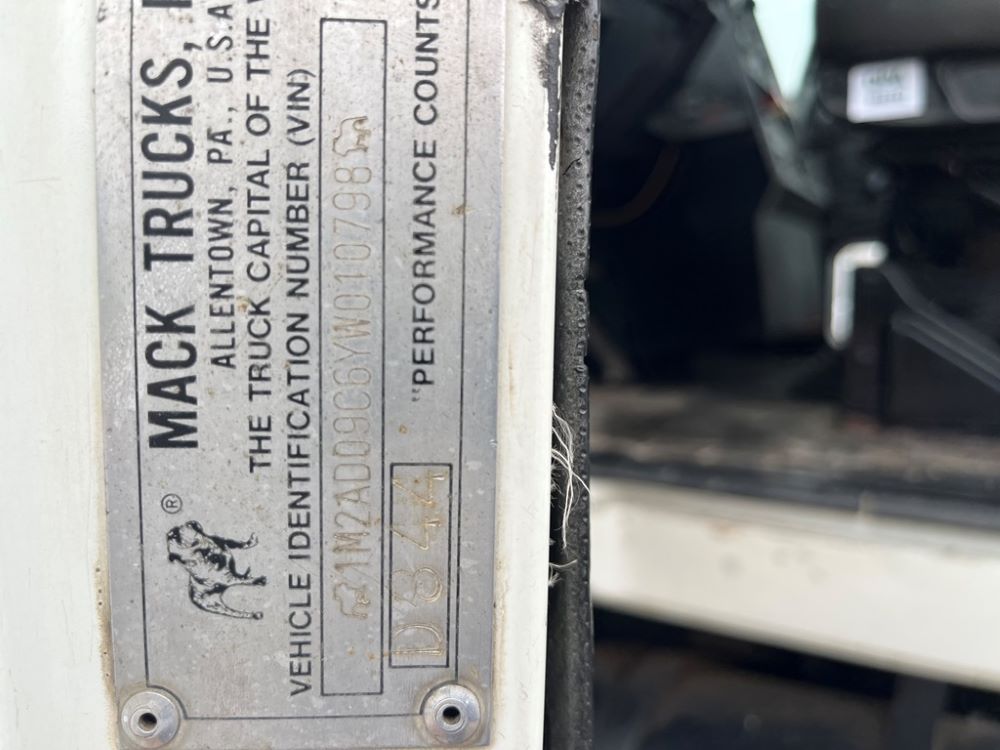 MACK TRUCKS,
ALLENTOWN, PA., U.S.A
THE TRUCK CAPITAL OF THE
VEHICLE IDENTIFICATION NUMBER (VIN)
1M2AD09C6YW010798
D844 "PERFORMANCE COUNTS
®